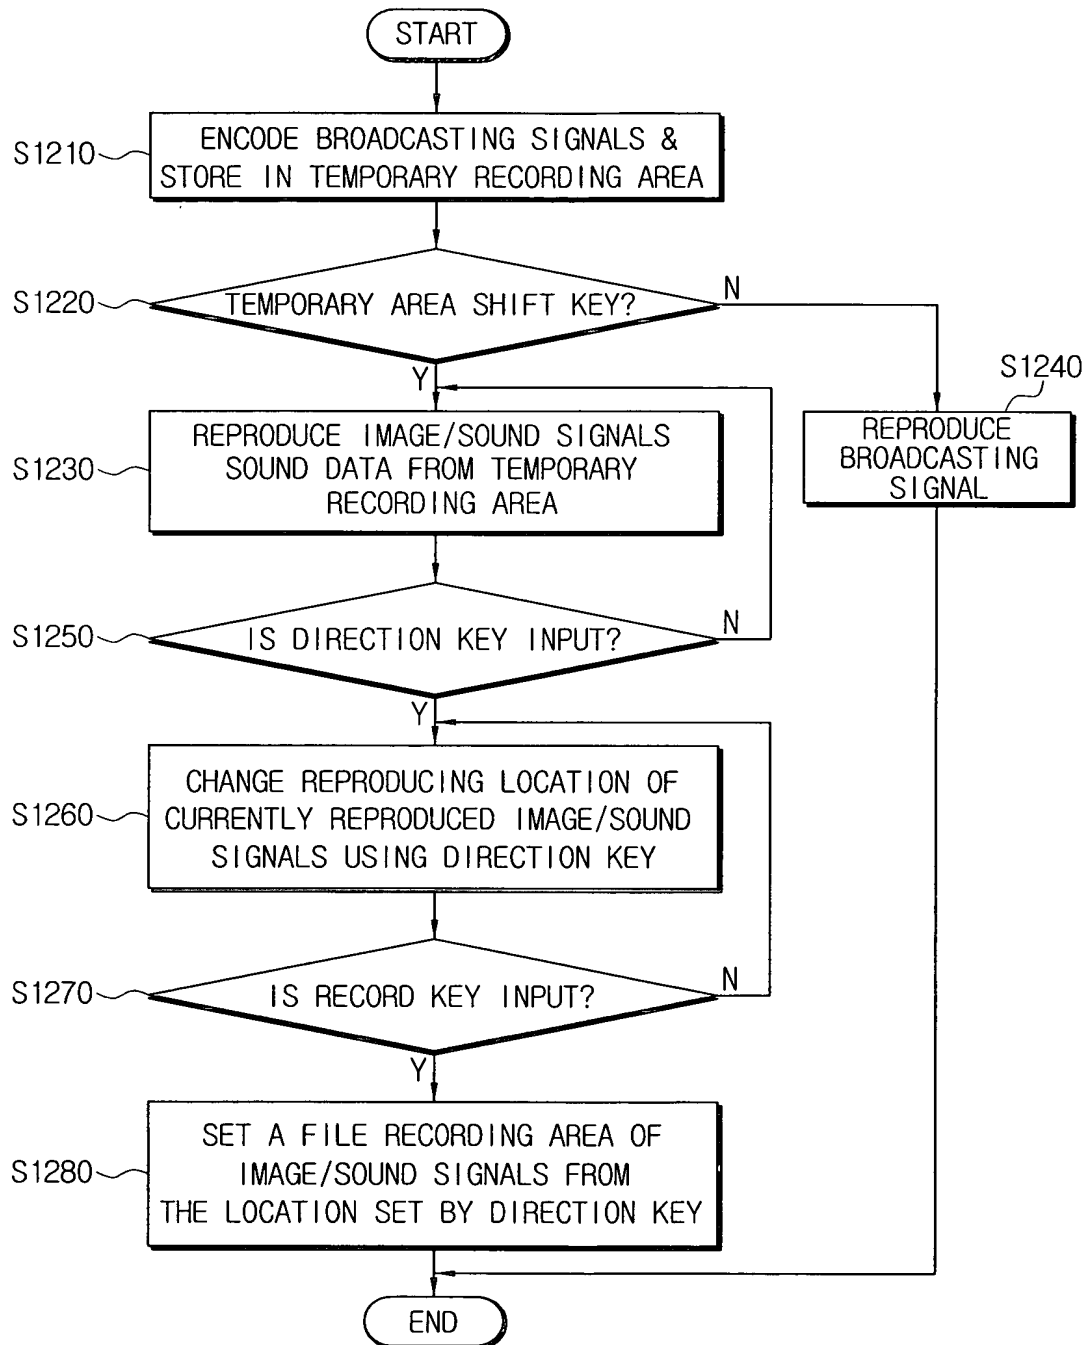 START
S1210
ENCODE BROADCASTING SIGNALS &
STORE IN TEMPORARY RECORDING AREA
S1220
TEMPORARY AREA SHIFT KEY?
N
Y
S1240
REPRODUCE
BROADCASTING
SIGNAL
S1230
REPRODUCE IMAGE/SOUND SIGNALS
SOUND DATA FROM TEMPORARY
RECORDING AREA
S1250
IS DIRECTION KEY INPUT?
N
Y
S1260
CHANGE REPRODUCING LOCATION OF
CURRENTLY REPRODUCED IMAGE/SOUND
SIGNALS USING DIRECTION KEY
S1270
IS RECORD KEY INPUT?
N
Y
S1280
SET A FILE RECORDING AREA OF
IMAGE/SOUND SIGNALS FROM
THE LOCATION SET BY DIRECTION KEY
END